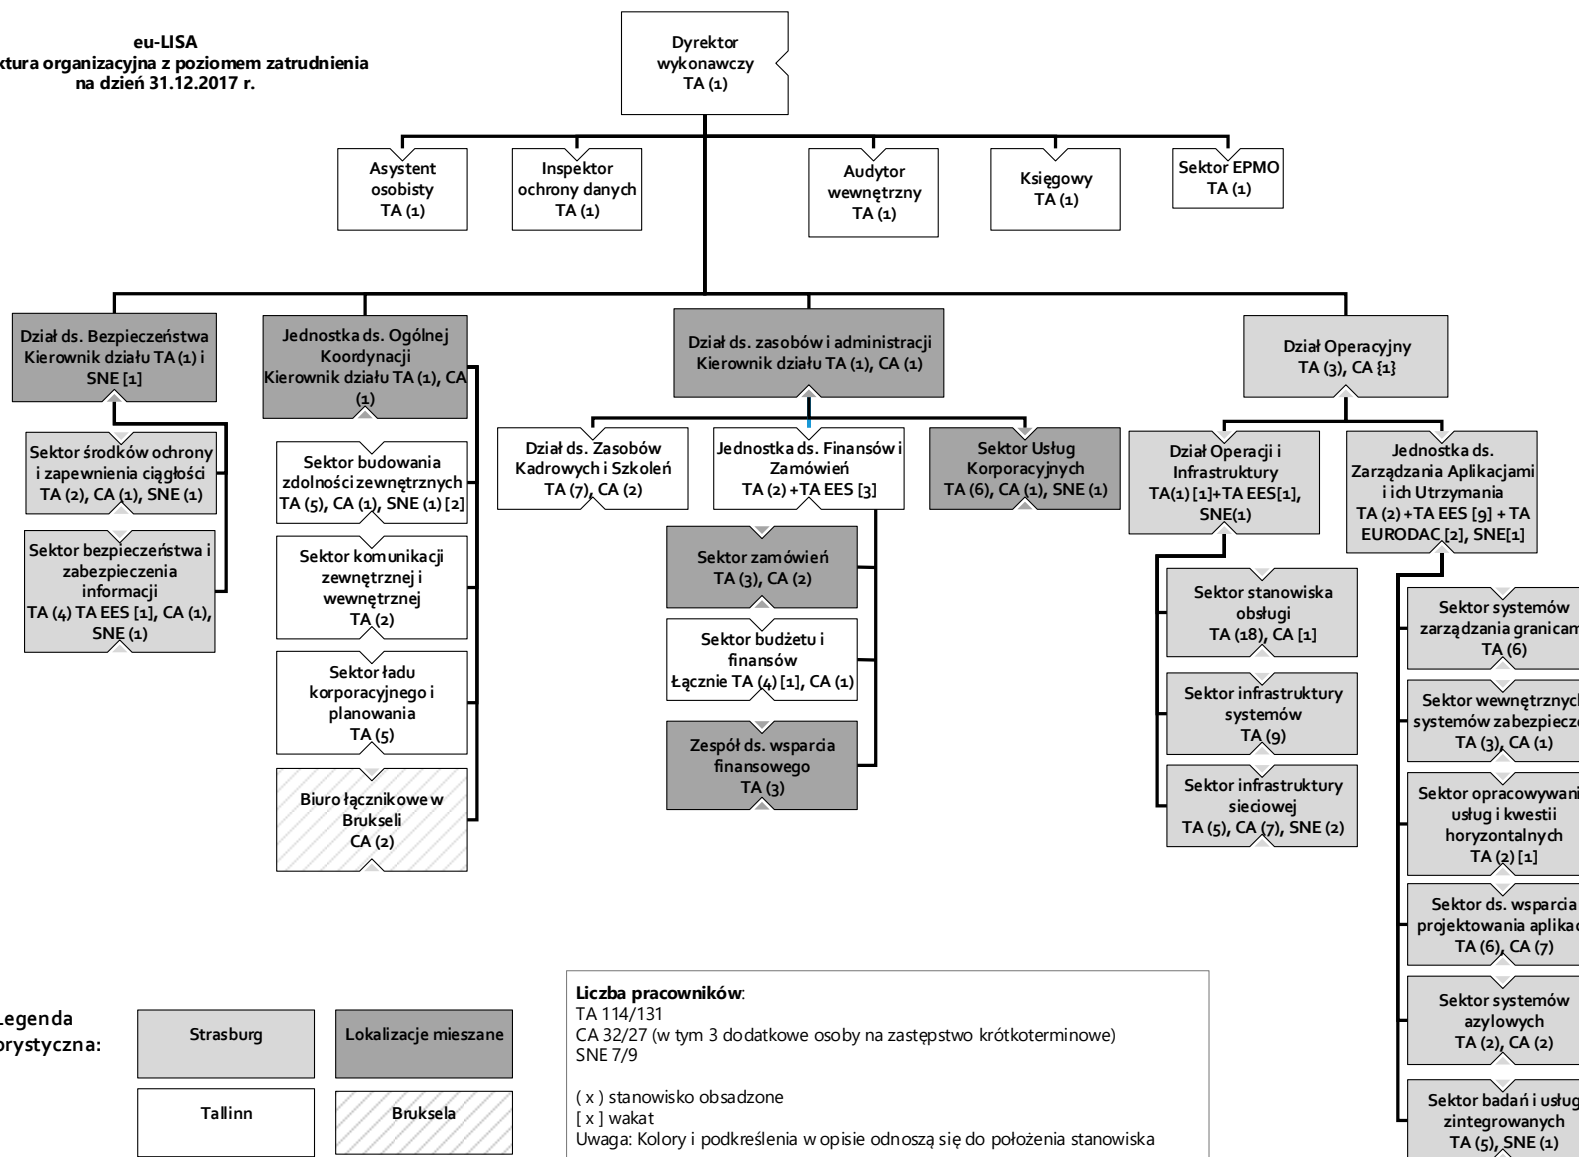 eu-LISA
ktura organizacyjna z poziomem zatrudnienia
na dzień 31.12.2017 r.
Dyrektor
wykonawczy
TA (1)
Asystent
osobisty
TA (1)
Inspektor
ochrony danych
TA (1)
Audytor
wewnętrzny
TA (1)
Księgowy
TA (1)
Sektor EPMO
TA (1)
Dział ds. Bezpieczeństwa
Kierownik działu TA (1) i
SNE [1]
Jednostka ds. Ogólnej
Koordynacji
Kierownik działu TA (1), CA
(1)
Dział ds. zasobów i administracji
Kierownik działu TA (1), CA (1)
Dział Operacyjny
TA (3), CA {1}
Sektor środków ochrony
i zapewnienia ciągłości
TA (2), CA (1), SNE (1)
Sektor bezpieczeństwa i
zabezpieczenia
informacji
TA (4) TA EES [1], CA (1),
SNE (1)
Sektor budowania
zdolności zewnętrznych
TA (5), CA (1), SNE (1) [2]
Sektor komunikacji
zewnętrznej i
wewnętrznej
TA (2)
Sektor ładu
korporacyjnego i
planowania
TA (5)
Biuro łącznikowe w
Brukseli
CA (2)
Dział ds. Zasobów
Kadrowych i Szkoleń
TA (7), CA (2)
Jednostka ds. Finansów i
Zamówień
TA (2) +TA EES [3]
Sektor Usług
Korporacyjnych
TA (6), CA (1), SNE (1)
Sektor zamówień
TA (3), CA (2)
Sektor budżetu i
finansów
Łącznie TA (4) [1], CA (1)
Zespół ds. wsparcia
finansowego
TA (3)
Dział Operacji i
Infrastruktury
TA(1) [1]+TA EES[1],
SNE(1)
Jednostka ds.
Zarządzania Aplikacjami
i ich Utrzymania
TA (2) +TA EES [9] + TA
EURODAC [2], SNE[1]
Sektor stanowiska
obsługi
TA (18), CA [1]
Sektor infrastruktury
systemów
TA (9)
Sektor infrastruktury
sieciowej
TA (5), CA (7), SNE (2)
Sektor systemów
zarządzania granicam
TA (6)
Sektor wewnętrznych
systemów zabezpiecze
TA (3), CA (1)
Sektor opracowywani
usług i kwestii
horyzontalnych
TA (2) [1]
Sektor ds. wsparcia
projektowania aplikac
TA (6), CA (7)
Sektor systemów
azylowych
TA (2), CA (2)
Sektor badań i usług
zintegrowanych
TA (5), SNE (1)
Legenda
orystyczna:
Strasburg
Lokalizacje mieszane
Tallinn
Bruksela
Liczba pracowników:
TA 114/131
CA 32/27 (w tym 3 dodatkowe osoby na zastępstwo krótkoterminowe)
SNE 7/9
( x ) stanowisko obsadzone
[ x ] wakat
Uwaga: Kolory i podkreślenia w opisie odnoszą się do położenia stanowiska